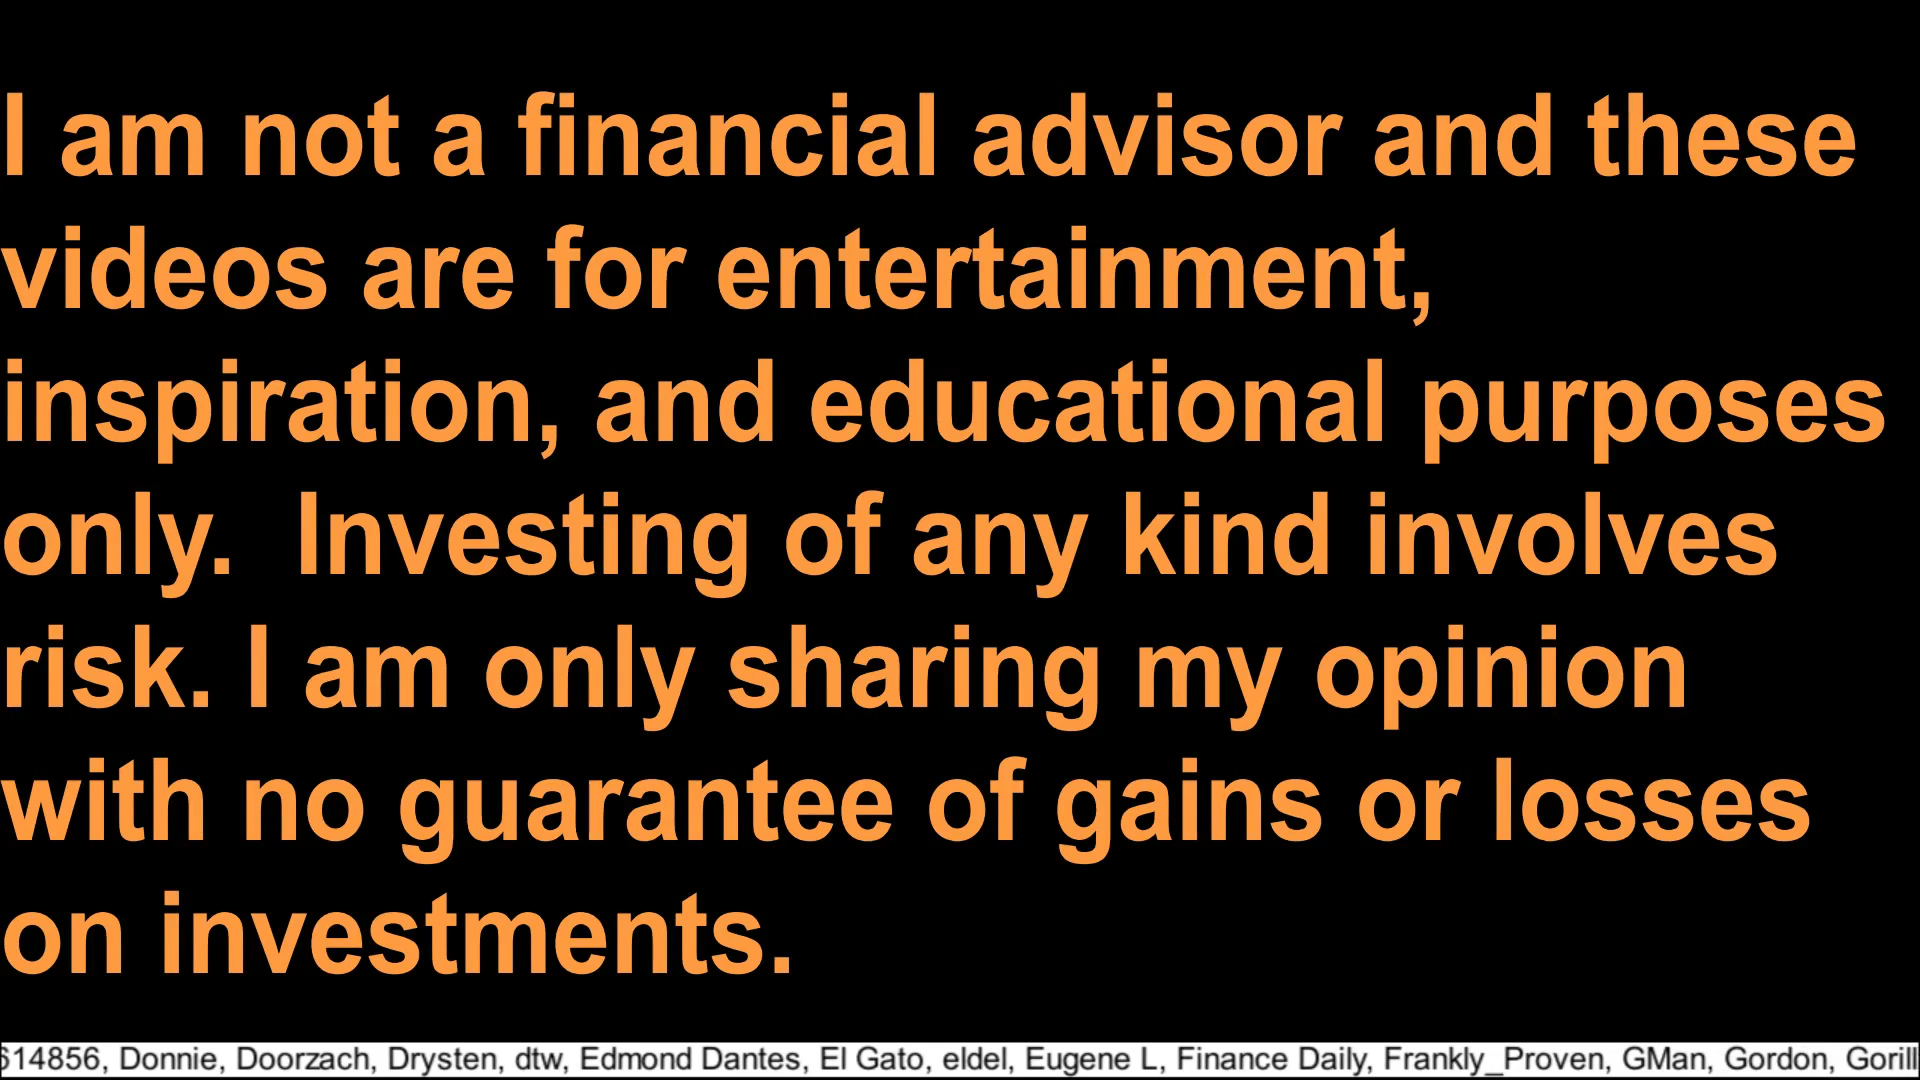 I am not a financial advisor and these
videos are for entertainment,
inspiration, and educational purposes
only.  Investing of any kind involves
risk. I am only sharing my opinion
with no guarantee of gains or losses
on investments.
614856, Donnie, Doorzach, Drysten, dtw, Edmond Dantes, El Gato, eldel, Eugene L, Finance Daily, Frankly_Proven, GMan, Gordon,